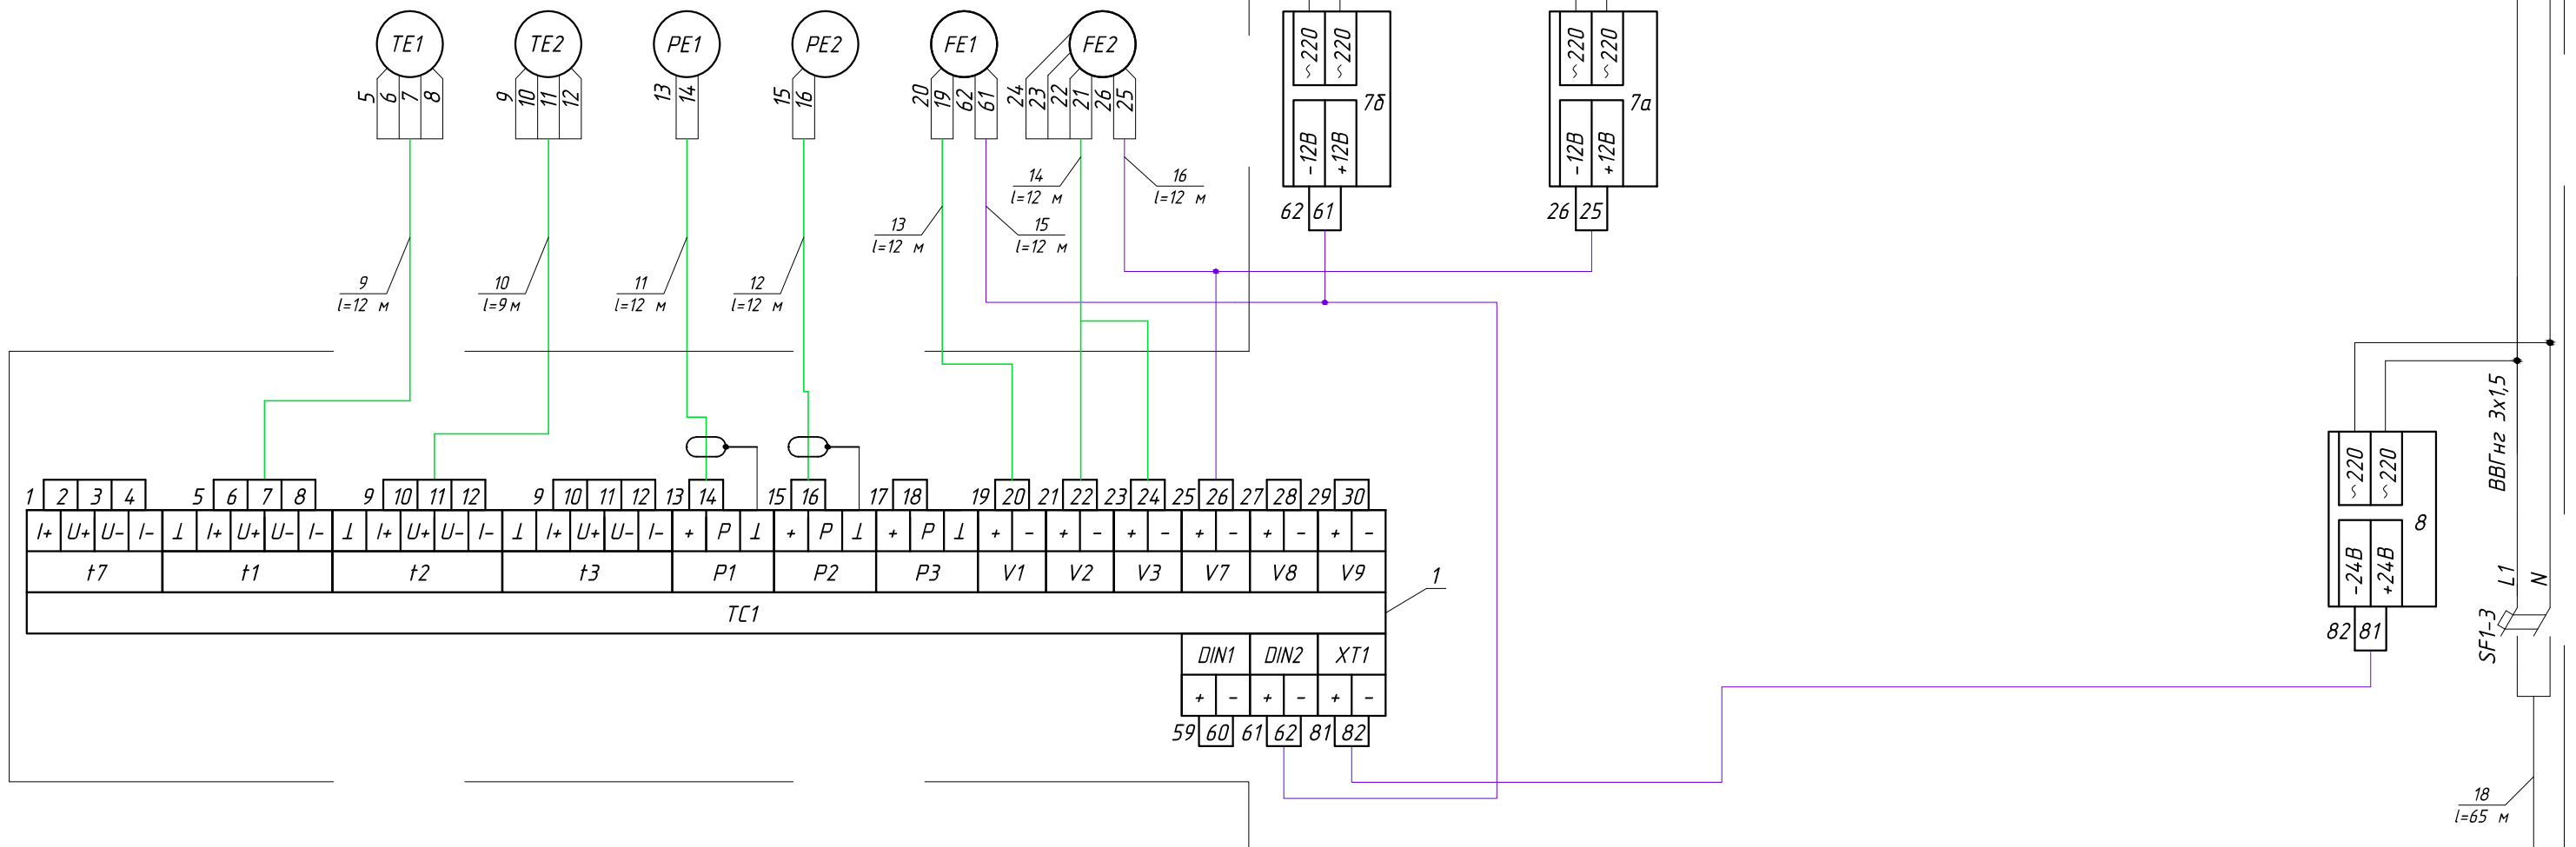 TE1 TE2 PE1 PE2 FE1 FE2
5 6 7 8 9 10 11 12 13 14 15 16 20 19 62 61 24 23 22 21 26 25
~220 ~220
-12В +12В
7б
62 61
~220 ~220
-12В +12В
7а
26 25
14
l=12 м
16
l=12 м
13
l=12 м
15
l=12 м
9
l=12 м
10
l=9 м
11
l=12 м
12
l=12 м
ВВГнг 3х1,5
~220 ~220
-24В +24В
8
82 81
L1 N
SF1-3
1 2 3 4 5 6 7 8 9 10 11 12 9 10 11 12 13 14 15 16 17 18 19 20 21 22 23 24 25 26 27 28 29 30
I+ U+ U- I- ⊥ I+ U+ U- I- ⊥ I+ U+ U- I- ⊥ I+ U+ U- I- + P ⊥ + P ⊥ + P ⊥ + - + - + - + - + - + -
t7 t1 t2 t3 P1 P2 P3 V1 V2 V3 V7 V8 V9
1
TC1
DIN1 DIN2 XT1
+ - + - + -
59 60 61 62 81 82
18
l=65 м